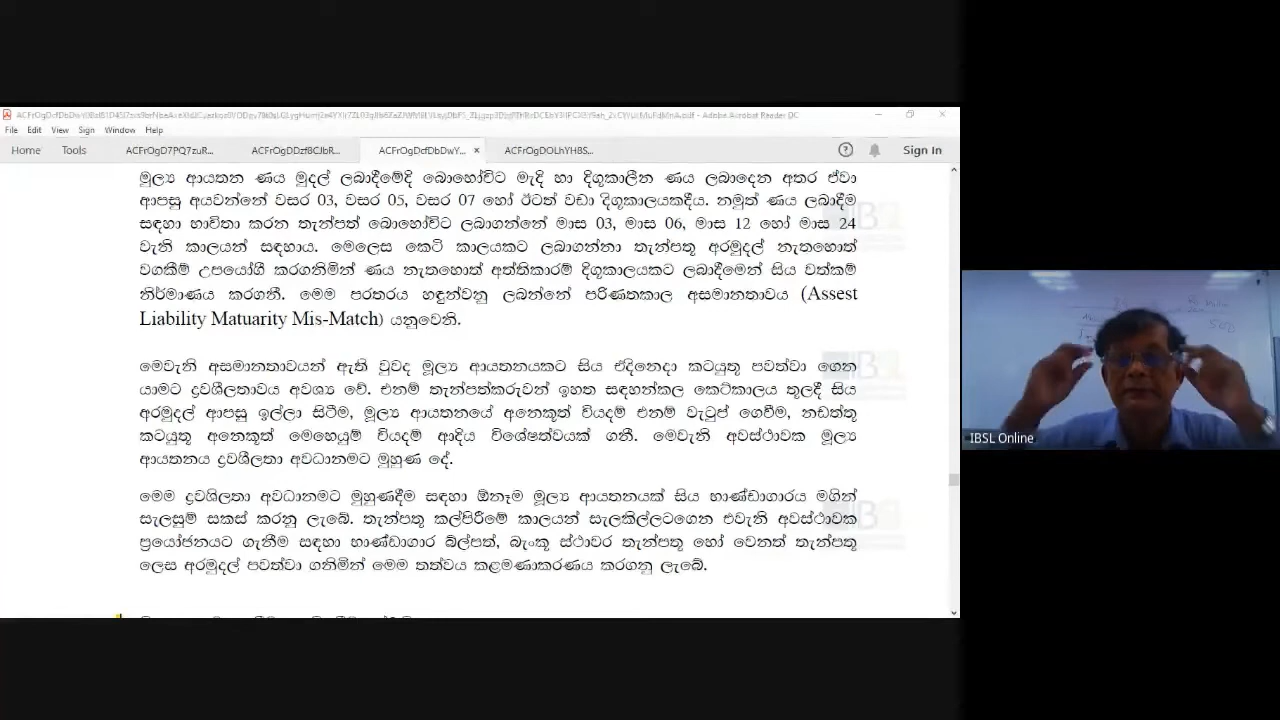 File Edit View Sign Window Help
Home Tools ACFrOgD7PQ7zuR... ACFrOgDDzf8CJbR... ACFrOgDcfDbDwY... × ACFrOgDOLhYH8S... Sign In
මූල්‍ය ආයතන ණය මුදල් ලබාදීමේදි බොහෝවිට මැදි හා දිගුකාලීන ණය ලබාදෙන අතර ඒවා
ආපසු අයවන්නේ වසර 03, වසර 05, වසර 07 හෝ ඊටත් වඩා දිගුකාලයකදීය. නමුත් ණය ලබාදීම
සඳහා භාවිතා කරන තැන්පත් බොහෝවිට ලබාගන්නේ මාස 03, මාස 06, මාස 12 හෝ මාස 24
වැනි කාලයන් සඳහාය. මෙලෙස කෙටි කාලයකට ලබාගන්නා තැන්පතු අරමුදල් නැතහොත්
වගකීම් උපයෝගී කරගනිමින් ණය නැතහොත් අත්තිකාරම් දිගුකාලයකට ලබාදීමෙන් සිය වත්කම්
නිර්මාණය කරගනී. මෙම පරතරය හඳුන්වනු ලබන්නේ පරිණතකාල අසමානතාවය (Assest
Liability Matuarity Mis-Match) යනුවෙනි.
මෙවැනි අසමානතාවයන් ඇති වුවද මූල්‍ය ආයතනයකට සිය එදිනෙදා කටයුතු පවත්වා ගෙන
යාමට ද්‍රවශීලතාවය අවශ්‍ය වේ. එනම් තැන්පත්කරුවන් ඉහත සඳහන්කල කෙටිකාලය තුලදී සිය
අරමුදල් ආපසු ඉල්ලා සිටීම, මූල්‍ය ආයතනයේ අනෙකුත් වියදම් එනම් වැටුප් ගෙවීම, නඩත්තු
කටයුතු අනෙකුත් මෙහෙයුම් වියදම් ආදිය විශේෂත්වයක් ගනී. මෙවැනි අවස්ථාවක මූල්‍ය
ආයතනය ද්‍රවශීලතා අවධානමට මුහුණ දේ.
මෙම ද්‍රවශීලතා අවධානමට මුහුණදීම සඳහා ඕනෑම මූල්‍ය ආයතනයක් සිය භාණ්ඩාගාරය මගින්
සැලසුම් සකස් කරනු ලැබේ. තැන්පතු කල්පිරීමේ කාලයන් සැලකිල්ලටගෙන එවැනි අවස්ථාවක
ප්‍රයෝජනයට ගැනීම සඳහා භාණ්ඩාගාර බිල්පත්, බැංකු ස්ථාවර තැන්පතු හෝ වෙනත් තැන්පතු
ලෙස අරමුදල් පවත්වා ගනිමින් මෙම තත්වය කළමණාකරණය කරගනු ලැබේ.
IBSL Online